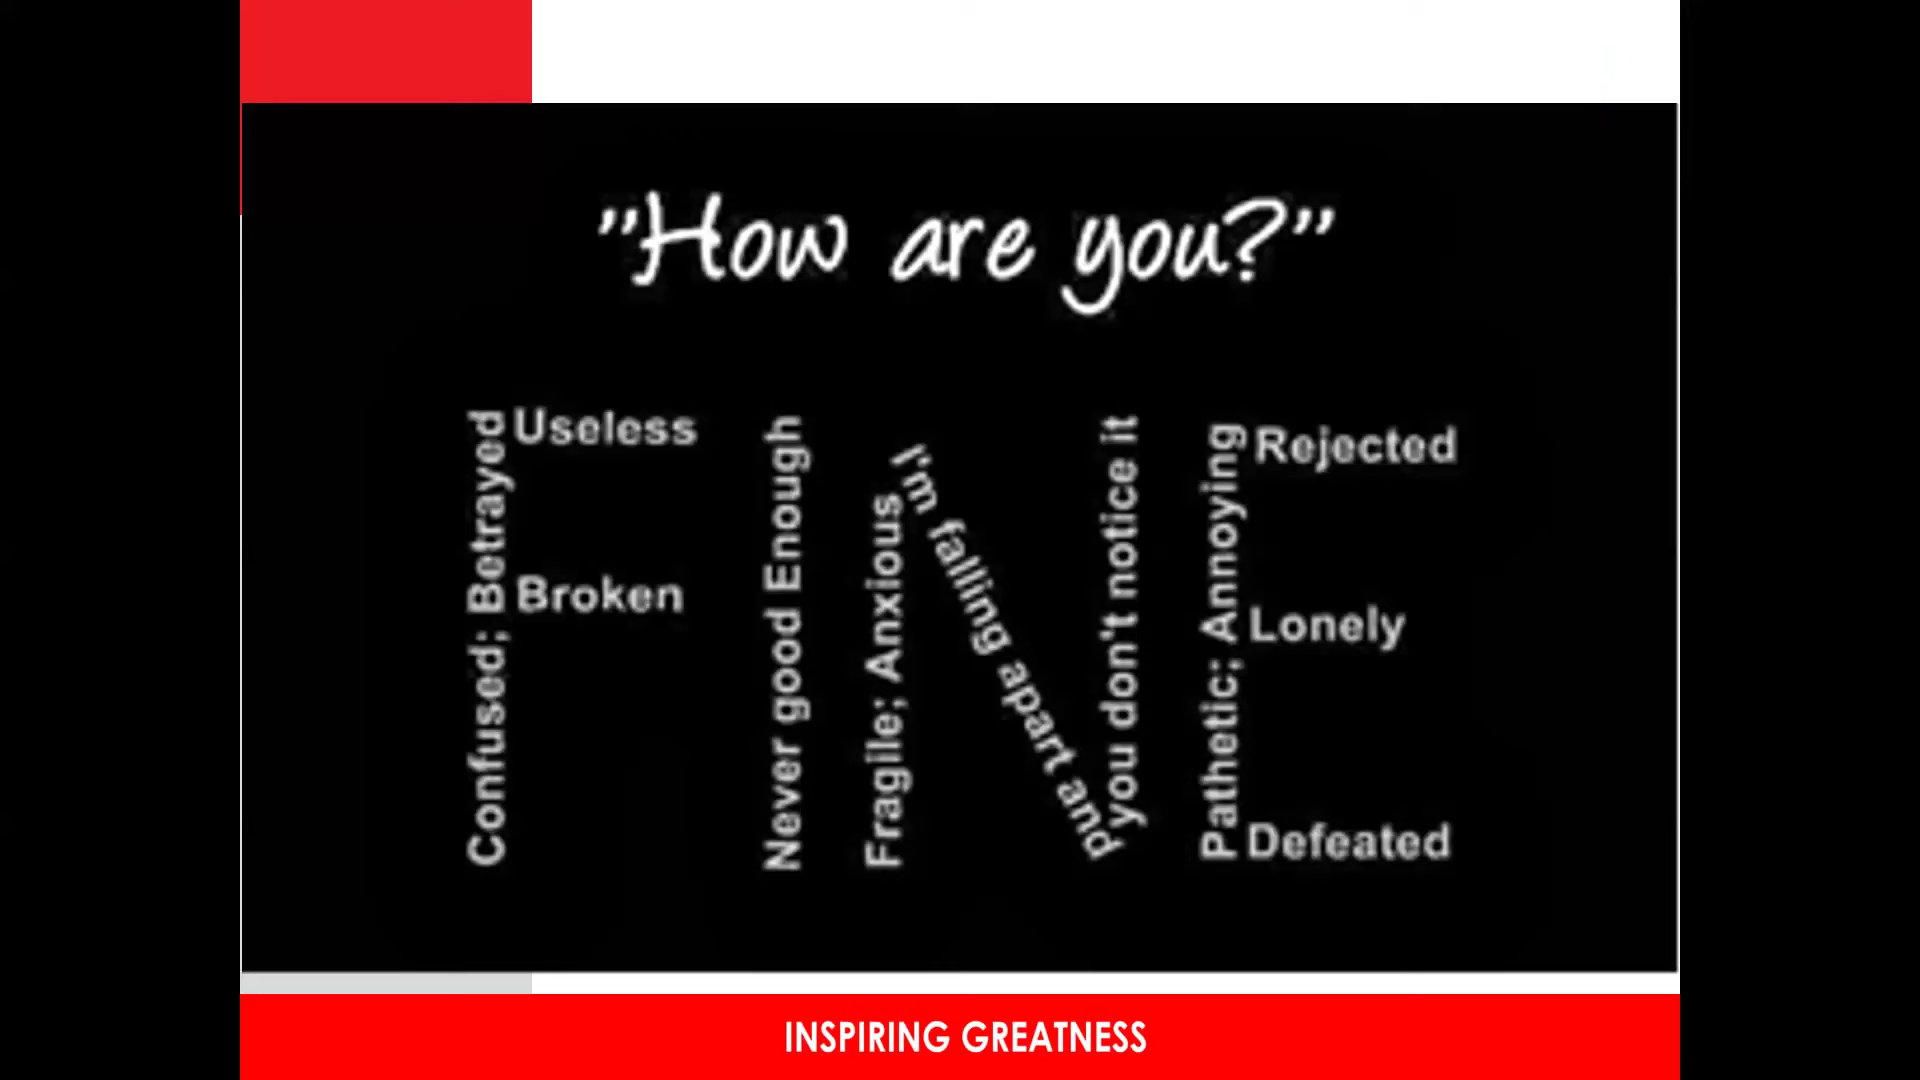 "How are you?"
Confused; Betrayed
Useless
Broken
Never good Enough
Fragile; Anxious
I'm falling apart and
you don't notice it
Pathetic; Annoying
Rejected
Lonely
Defeated
INSPIRING GREATNESS